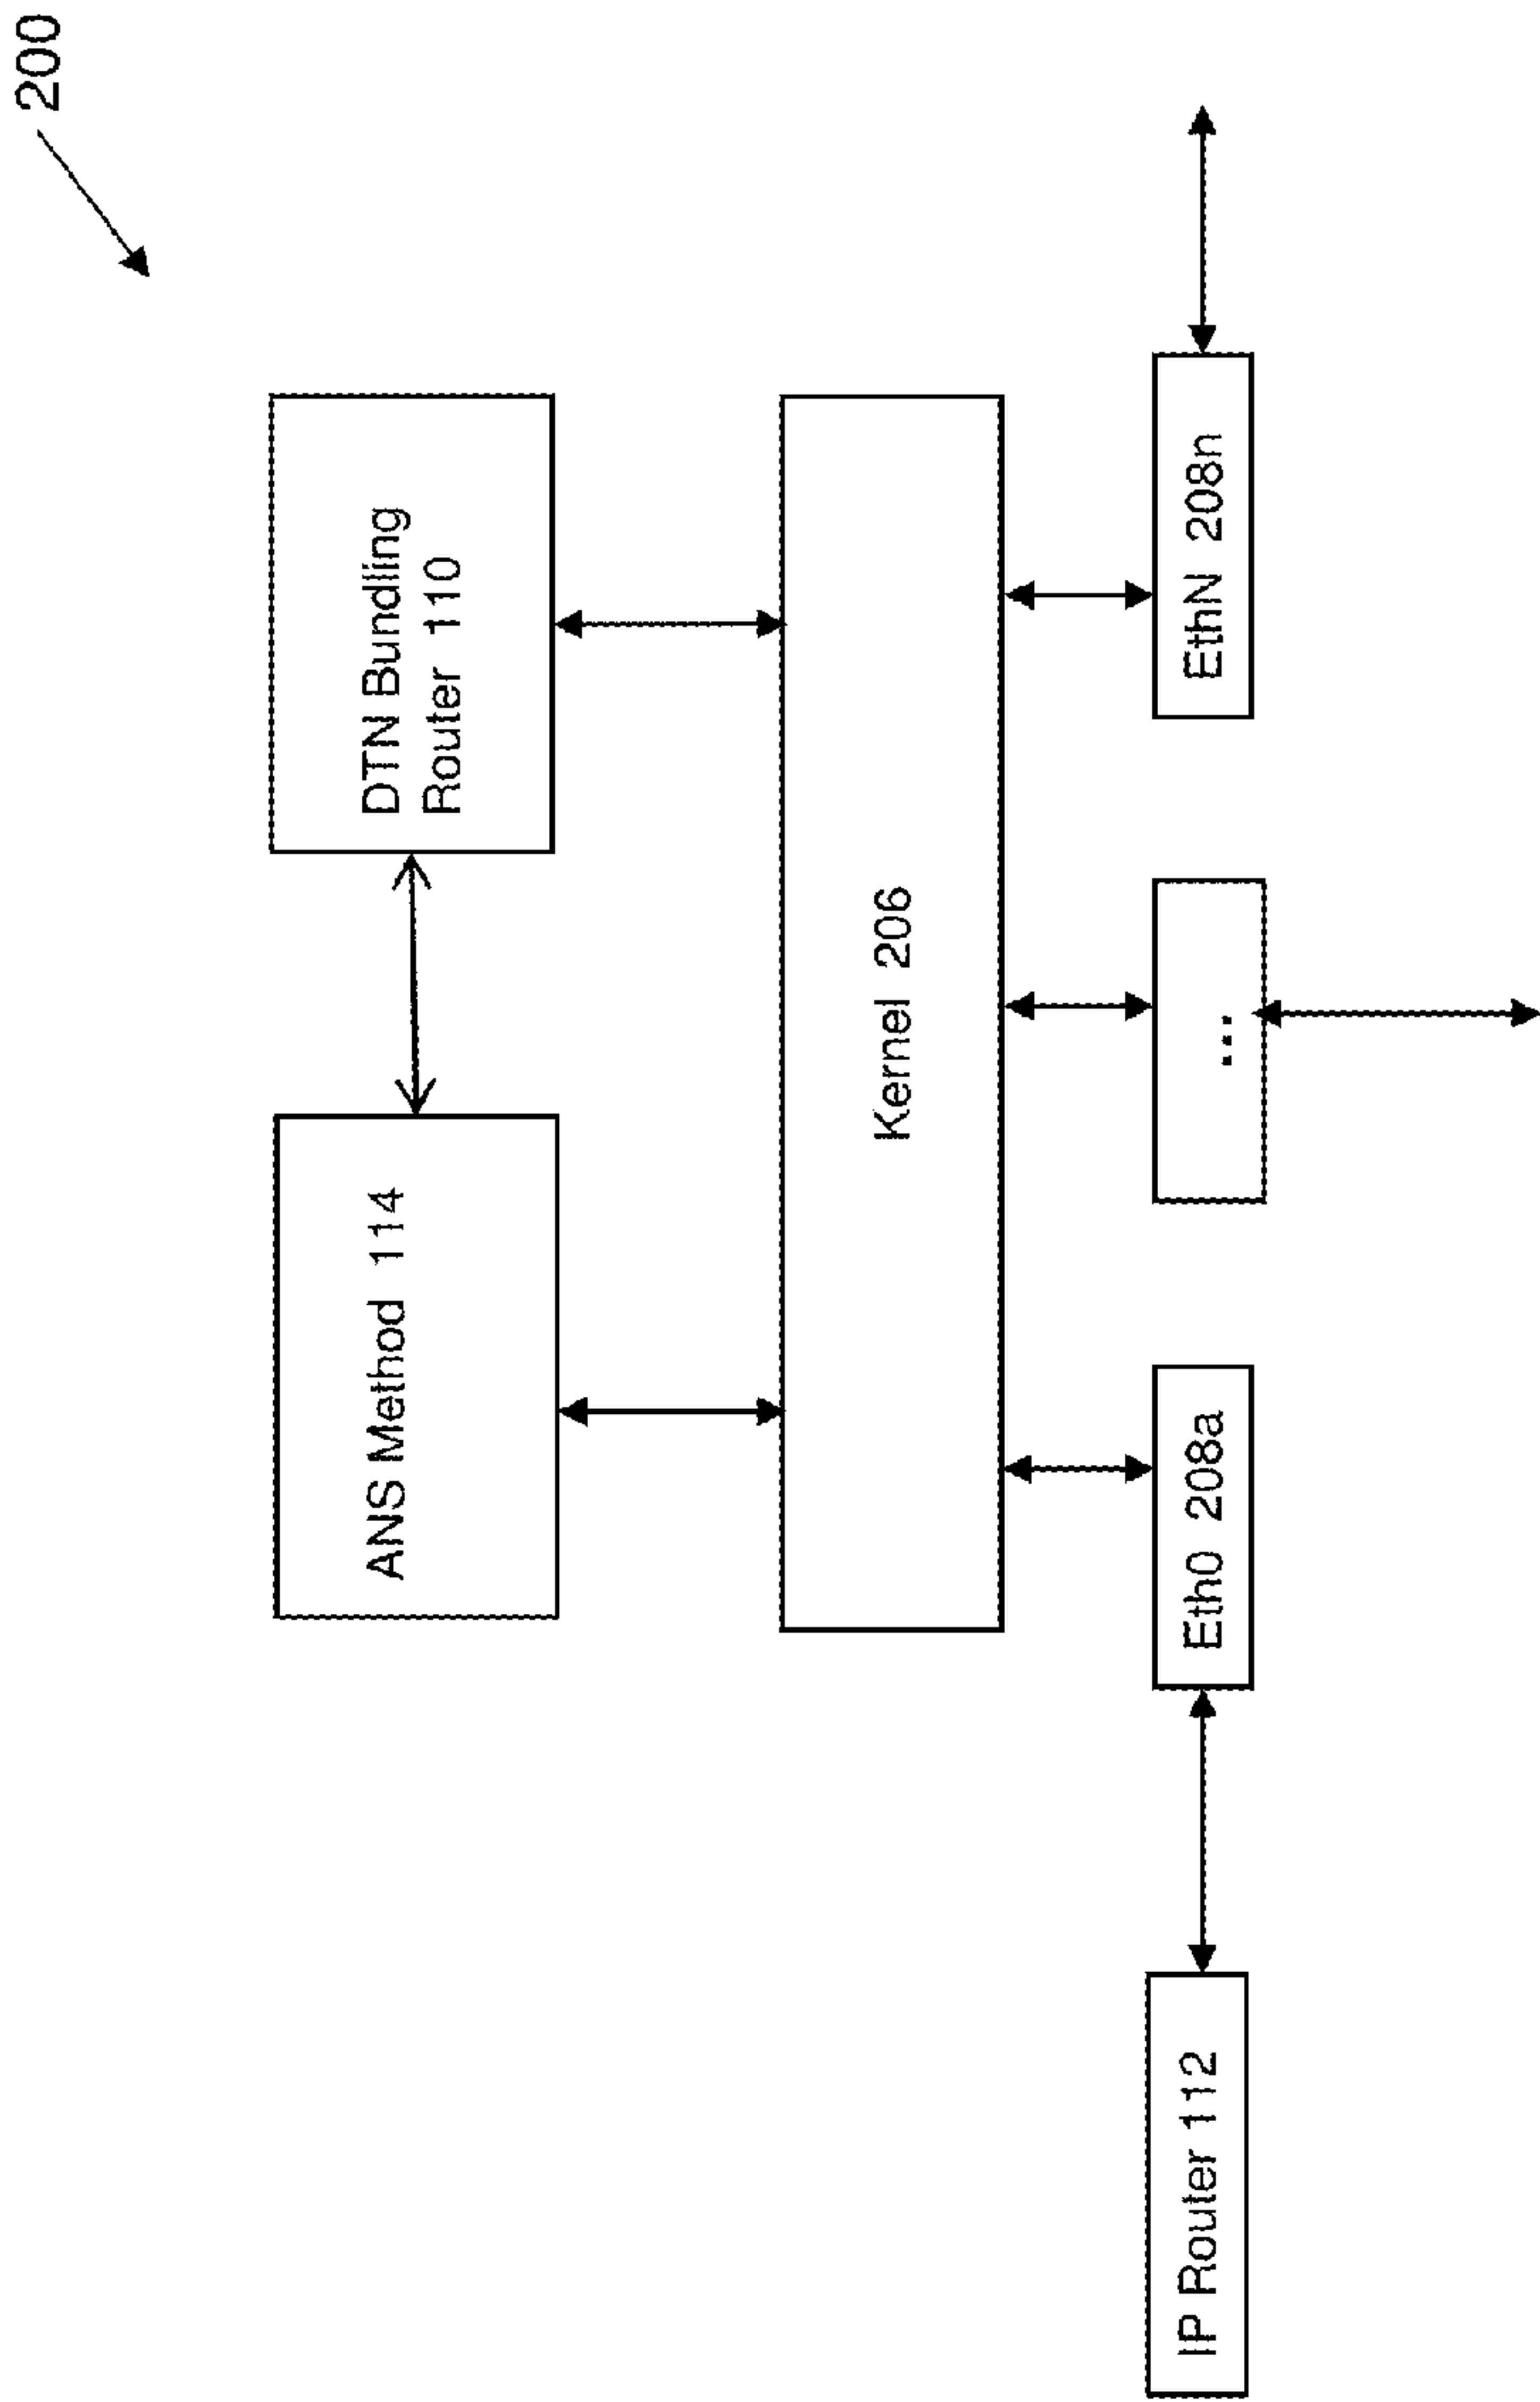 200
ANS Method 114
DTN Bundling
Router 110
Kernel 206
IP Router 112
Eth0 208a
...
EthN 208n